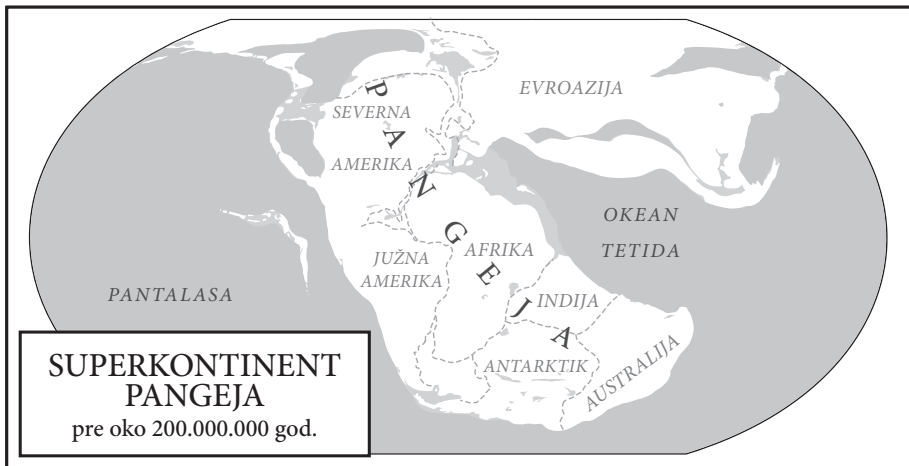 PANGEJA
SEVERNA
AMERIKA
EVROAZIJA
OKEAN
TETIDA
AFRIKA
JUŽNA
AMERIKA
INDIJA
PANTALASA
ANTARKTIK
AUSTRALIJA
SUPERKONTINENT
PANGEJA
pre oko 200.000.000 god.